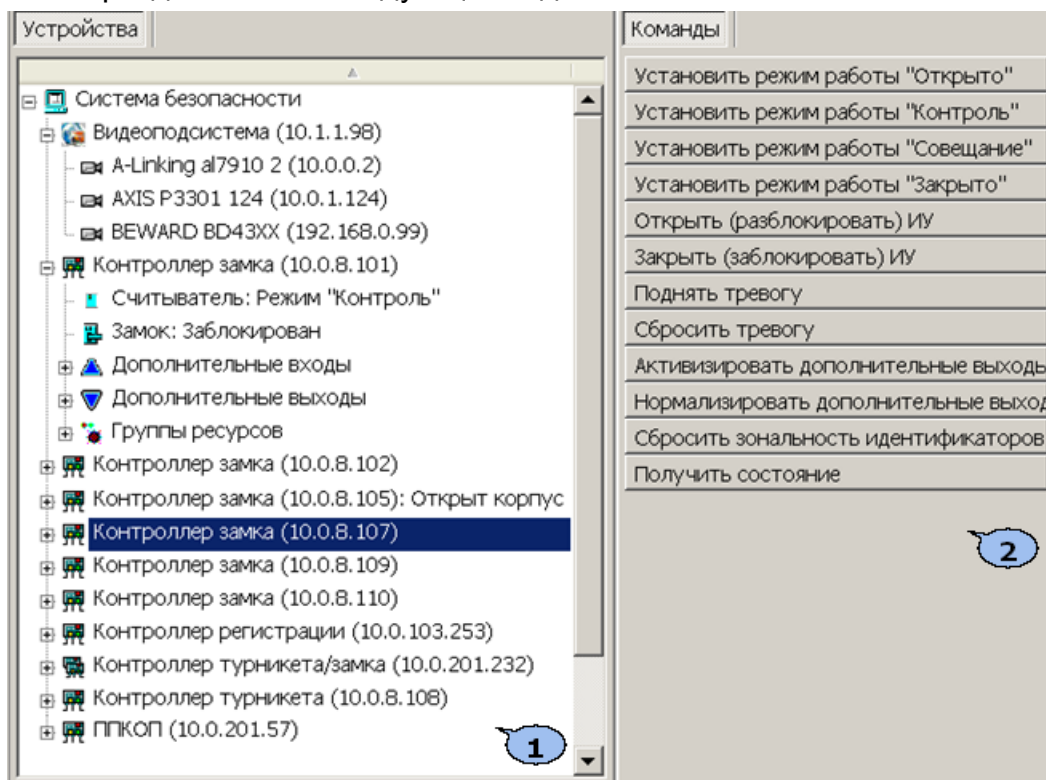 Устройства
Система безопасности
Видеоподсистема (10.1.1.98)
A-Linking al7910 2 (10.0.0.2)
AXIS P3301 124 (10.0.1.124)
BEWARD BD43XX (192.168.0.99)
Контроллер замка (10.0.8.101)
Считыватель: Режим "Контроль"
Замок: Заблокирован
Дополнительные входы
Дополнительные выходы
Группы ресурсов
Контроллер замка (10.0.8.102)
Контроллер замка (10.0.8.105): Открыт корпус
Контроллер замка (10.0.8.107)
Контроллер замка (10.0.8.109)
Контроллер замка (10.0.8.110)
Контроллер регистрации (10.0.103.253)
Контроллер турникета/замка (10.0.201.232)
Контроллер турникета (10.0.8.108)
ППКОП (10.0.201.57)
1
Команды
Установить режим работы "Открыто"
Установить режим работы "Контроль"
Установить режим работы "Совещание"
Установить режим работы "Закрыто"
Открыть (разблокировать) ИУ
Закрыть (заблокировать) ИУ
Поднять тревогу
Сбросить тревогу
Активизировать дополнительные выходы
Нормализировать дополнительные выход
Сбросить зональность идентификаторов
Получить состояние
2